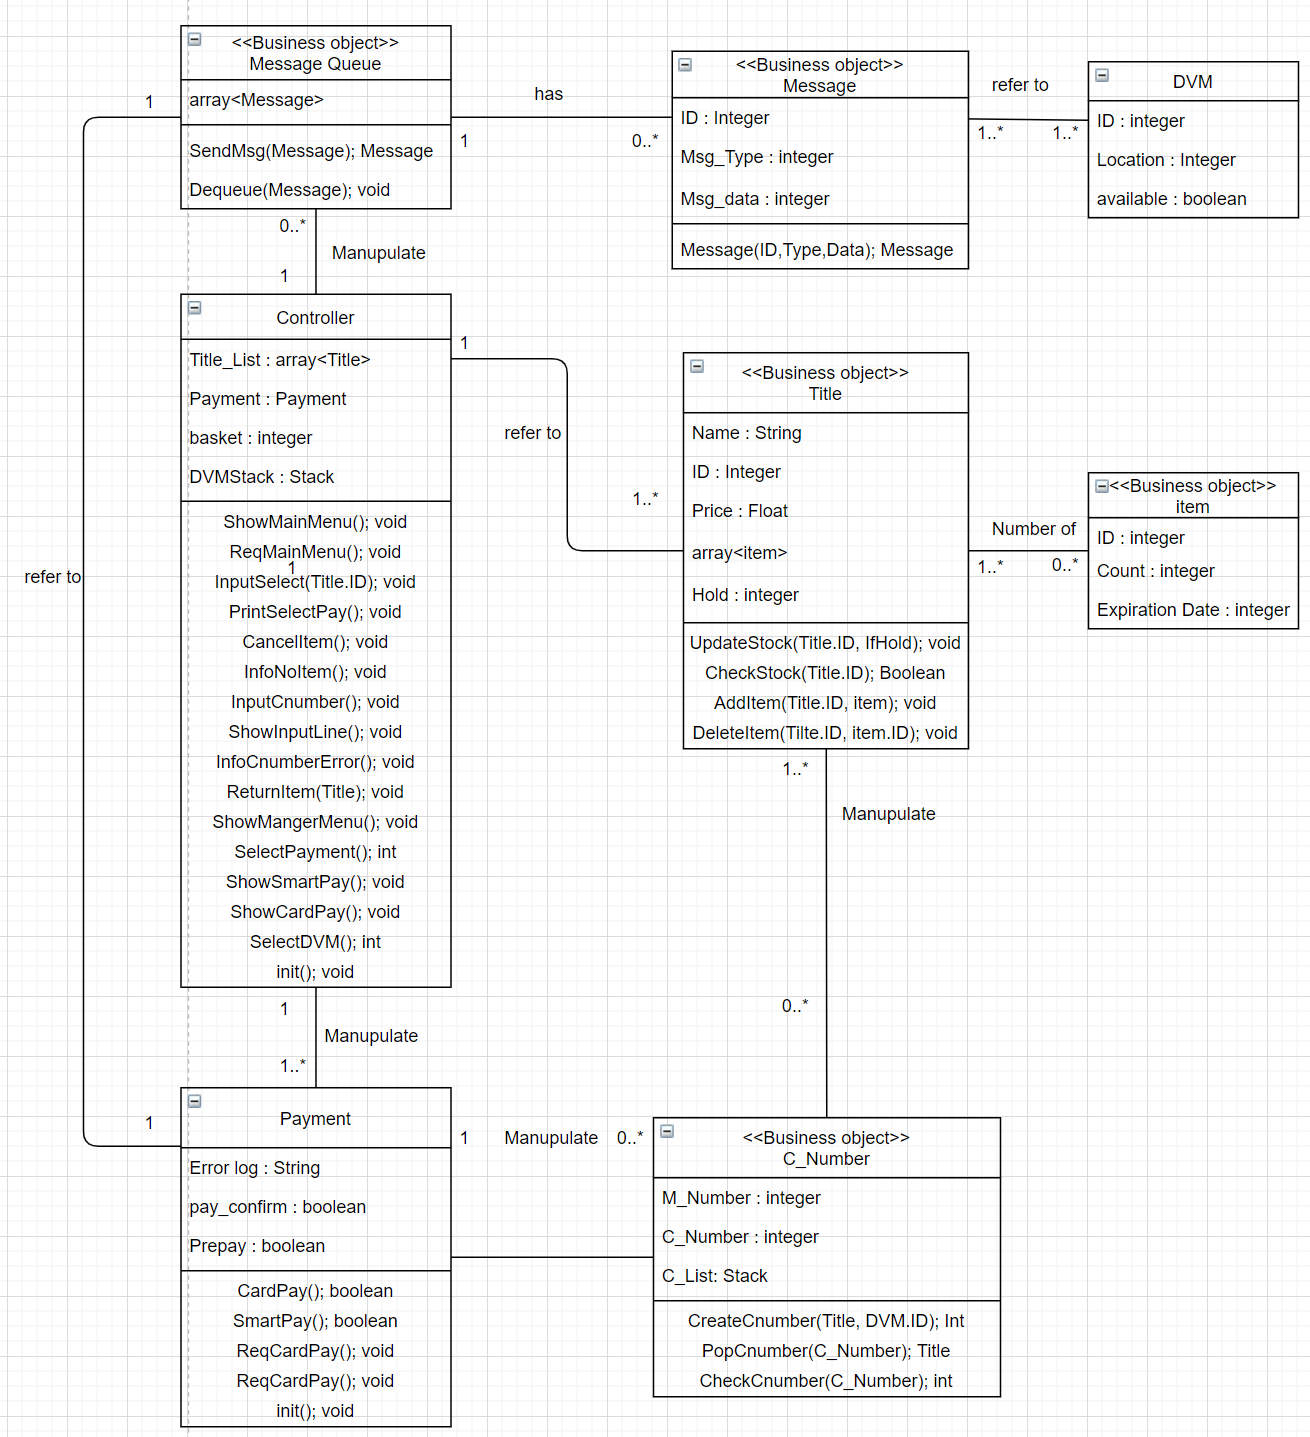 <<Business object>>
Message Queue
array<Message>
SendMsg(Message); Message
Dequeue(Message); void
1
has
1
0..*
<<Business object>>
Message
ID : Integer
Msg_Type : integer
Msg_data : integer
Message(ID,Type,Data); Message
refer to
1..*
1..*
DVM
ID : integer
Location : Integer
available : boolean
0..*
Manupulate
1
Controller
Title_List : array<Title>
Payment : Payment
basket : integer
DVMStack : Stack
ShowMainMenu(); void
ReqMainMenu(); void
1
InputSelect(Title.ID); void
PrintSelectPay(); void
CancelItem(); void
InfoNoItem(); void
InputCnumber(); void
ShowInputLine(); void
InfoCnumberError(); void
ReturnItem(Title); void
ShowMangerMenu(); void
SelectPayment(); int
ShowSmartPay(); void
ShowCardPay(); void
SelectDVM(); int
init(); void
refer to
1
refer to
1..*
<<Business object>>
Title
Name : String
ID : Integer
Price : Float
array<item>
Hold : integer
UpdateStock(Title.ID, IfHold); void
CheckStock(Title.ID); Boolean
AddItem(Title.ID, item); void
DeleteItem(Tilte.ID, item.ID); void
Number of
1..*
0..*
<<Business object>>
item
ID : integer
Count : integer
Expiration Date : integer
1..*
Manupulate
0..*
1
Manupulate
1..*
1
Payment
Error log : String
pay_confirm : boolean
Prepay : boolean
CardPay(); boolean
SmartPay(); boolean
ReqCardPay(); void
ReqCardPay(); void
init(); void
1
Manupulate
0..*
<<Business object>>
C_Number
M_Number : integer
C_Number : integer
C_List: Stack
CreateCnumber(Title, DVM.ID); Int
PopCnumber(C_Number); Title
CheckCnumber(C_Number); int